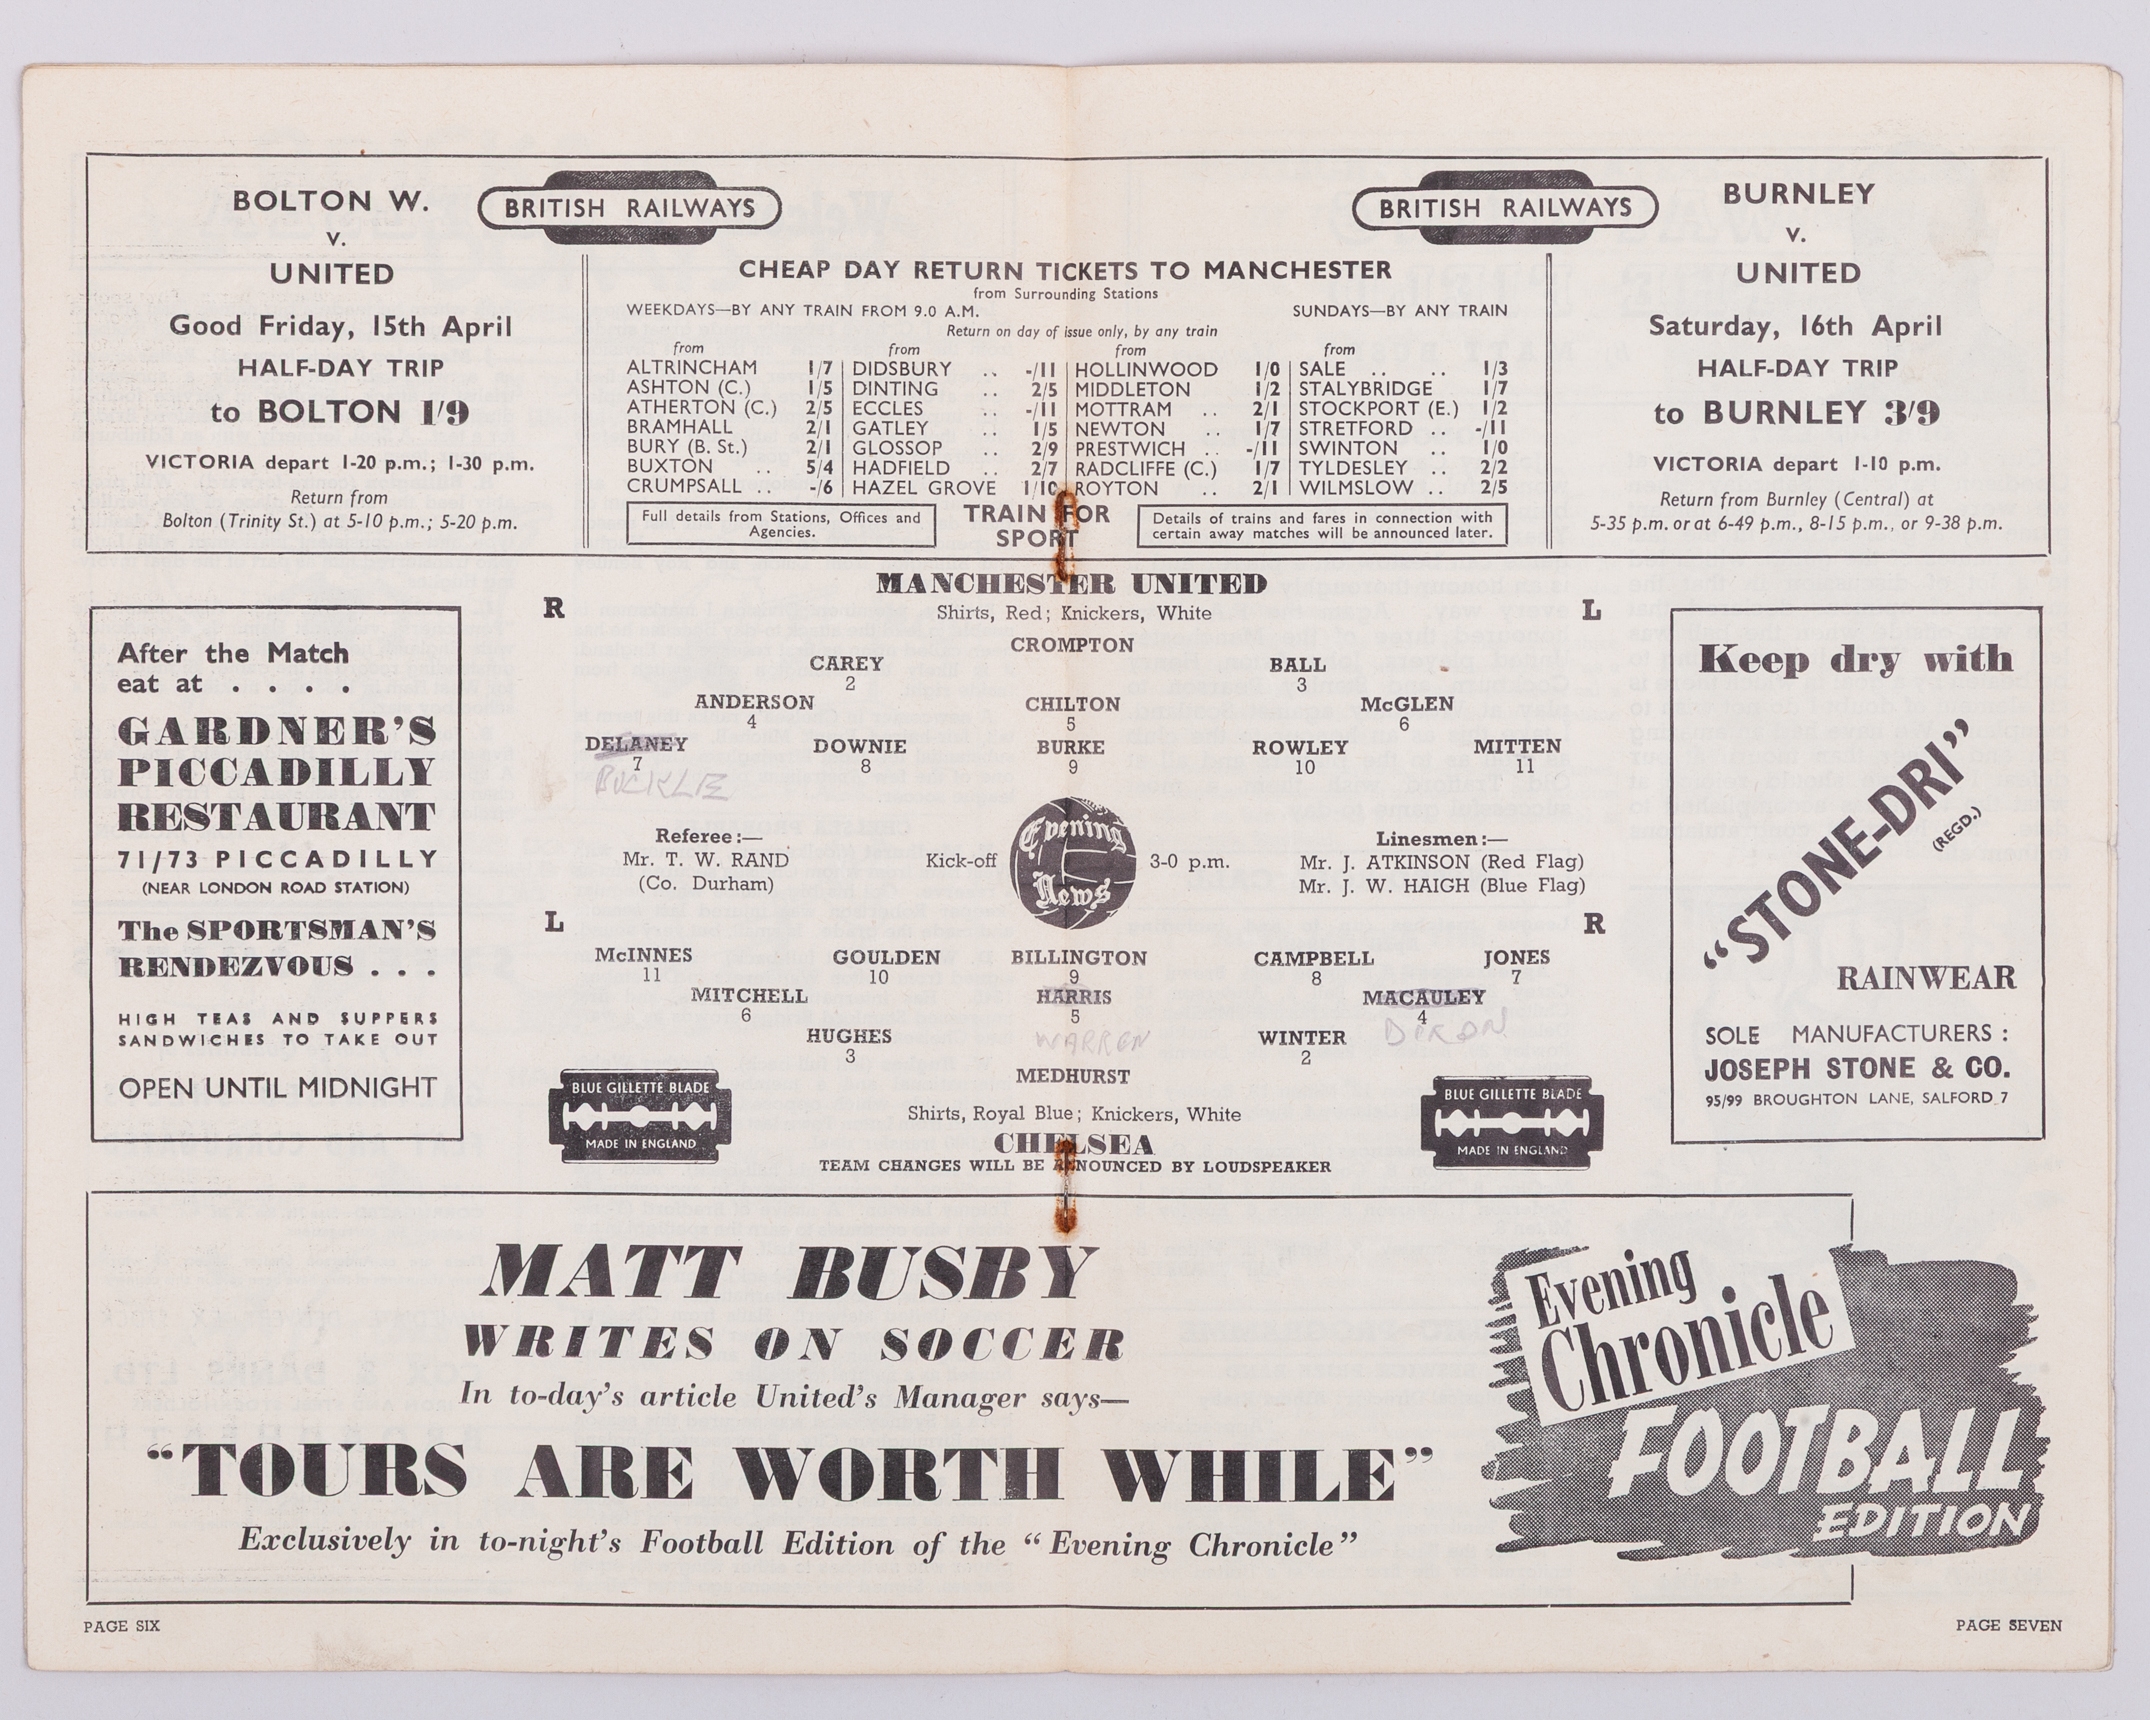 BOLTON W.
v.
UNITED
Good Friday, 15th April
HALF-DAY TRIP
to BOLTON 1/9
VICTORIA depart 1-20 p.m.; 1-30 p.m.
Return from
Bolton (Trinity St.) at 5-10 p.m.; 5-20 p.m.
BRITISH RAILWAYS
BRITISH RAILWAYS
CHEAP DAY RETURN TICKETS TO MANCHESTER
from Surrounding Stations
WEEKDAYS—BY ANY TRAIN FROM 9.0 A.M. SUNDAYS—BY ANY TRAIN
Return on day of issue only, by any train
from from from from
ALTRINCHAM 1/7 DIDSBURY .. -/11 HOLLINWOOD 1/0 SALE .. .. 1/3
ASHTON (C.) 1/5 DINTING .. 2/5 MIDDLETON 1/2 STALYBRIDGE 1/7
ATHERTON (C.) 2/5 ECCLES .. -/11 MOTTRAM .. 2/1 STOCKPORT (E.) 1/2
BRAMHALL 2/1 GATLEY .. 1/5 NEWTON .. 1/7 STRETFORD .. -/11
BURY (B. St.) 2/1 GLOSSOP .. 2/9 PRESTWICH .. -/11 SWINTON .. 1/0
BUXTON .. 5/4 HADFIELD .. 2/7 RADCLIFFE (C.) 1/7 TYLDESLEY .. 2/2
CRUMPSALL .. -/6 HAZEL GROVE 1/10 ROYTON .. 2/1 WILMSLOW .. 2/5
Full details from Stations, Offices and
Agencies.
TRAIN FOR
SPORT
Details of trains and fares in connection with
certain away matches will be announced later.
BURNLEY
v.
UNITED
Saturday, 16th April
HALF-DAY TRIP
to BURNLEY 3/9
VICTORIA depart 1-10 p.m.
Return from Burnley (Central) at
5-35 p.m. or at 6-49 p.m., 8-15 p.m., or 9-38 p.m.
After the Match
eat at . . . .
GARDNER'S
PICCADILLY
RESTAURANT
71/73 PICCADILLY
(NEAR LONDON ROAD STATION)
The SPORTSMAN'S
RENDEZVOUS . . .
HIGH TEAS AND SUPPERS
SANDWICHES TO TAKE OUT
OPEN UNTIL MIDNIGHT
MANCHESTER UNITED
R L
Shirts, Red; Knickers, White
CROMPTON
CAREY BALL
2 3
ANDERSON CHILTON McGLEN
4 5 6
DELANEY DOWNIE BURKE ROWLEY MITTEN
7 8 9 10 11
BUCKLE
Referee:—
Mr. T. W. RAND
(Co. Durham)
Kick-off
Evening
News
3-0 p.m.
Linesmen:—
Mr. J. ATKINSON (Red Flag)
Mr. J. W. HAIGH (Blue Flag)
L R
McINNES GOULDEN BILLINGTON CAMPBELL JONES
11 10 9 8 7
MITCHELL HARRIS MACAULEY
6 5 4
WARREN DIXON
HUGHES WINTER
3 2
MEDHURST
Shirts, Royal Blue; Knickers, White
CHELSEA
TEAM CHANGES WILL BE ANNOUNCED BY LOUDSPEAKER
BLUE GILLETTE BLADE
MADE IN ENGLAND
BLUE GILLETTE BLADE
MADE IN ENGLAND
Keep dry with
"STONE-DRI"
(REGD.)
RAINWEAR
SOLE MANUFACTURERS :
JOSEPH STONE & CO.
95/99 BROUGHTON LANE, SALFORD 7
MATT BUSBY
WRITES ON SOCCER
In to-day's article United's Manager says—
"TOURS ARE WORTH WHILE"
Exclusively in to-night's Football Edition of the "Evening Chronicle"
Evening
Chronicle
FOOTBALL
EDITION
PAGE SIX
PAGE SEVEN